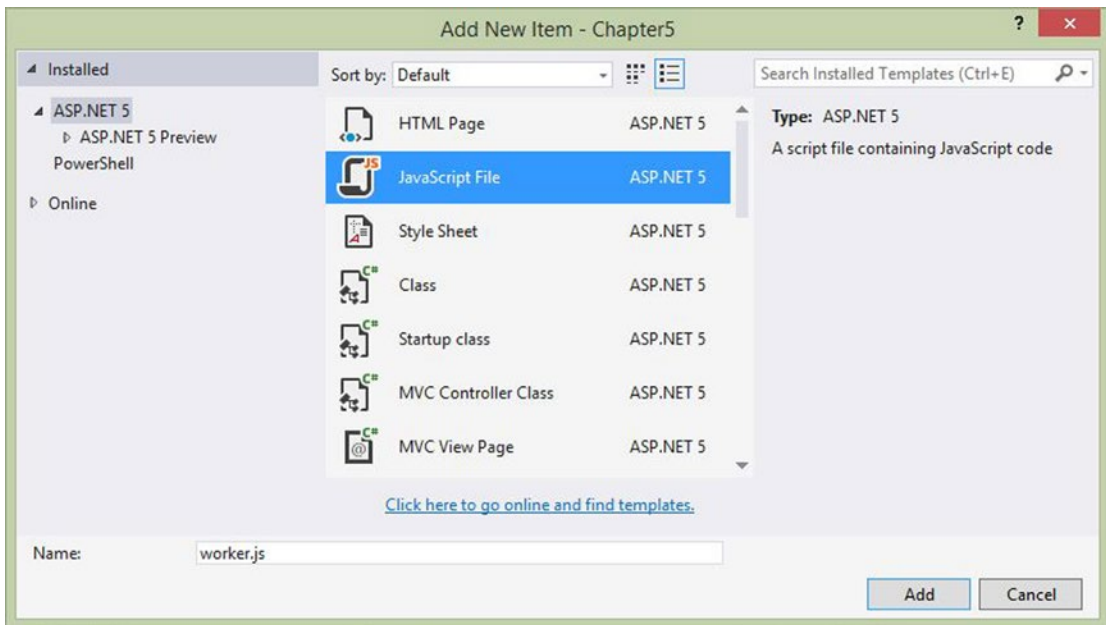 Add New Item - Chapter5
?
Installed
ASP.NET 5
ASP.NET 5 Preview
PowerShell
Online
Sort by: Default
Search Installed Templates (Ctrl+E)
HTML Page ASP.NET 5
JS
JavaScript File ASP.NET 5
Style Sheet ASP.NET 5
C#
Class ASP.NET 5
C#
Startup class ASP.NET 5
C#
MVC Controller Class ASP.NET 5
C#
@
MVC View Page ASP.NET 5
Type: ASP.NET 5
A script file containing JavaScript code
Click here to go online and find templates.
Name: worker.js
Add Cancel